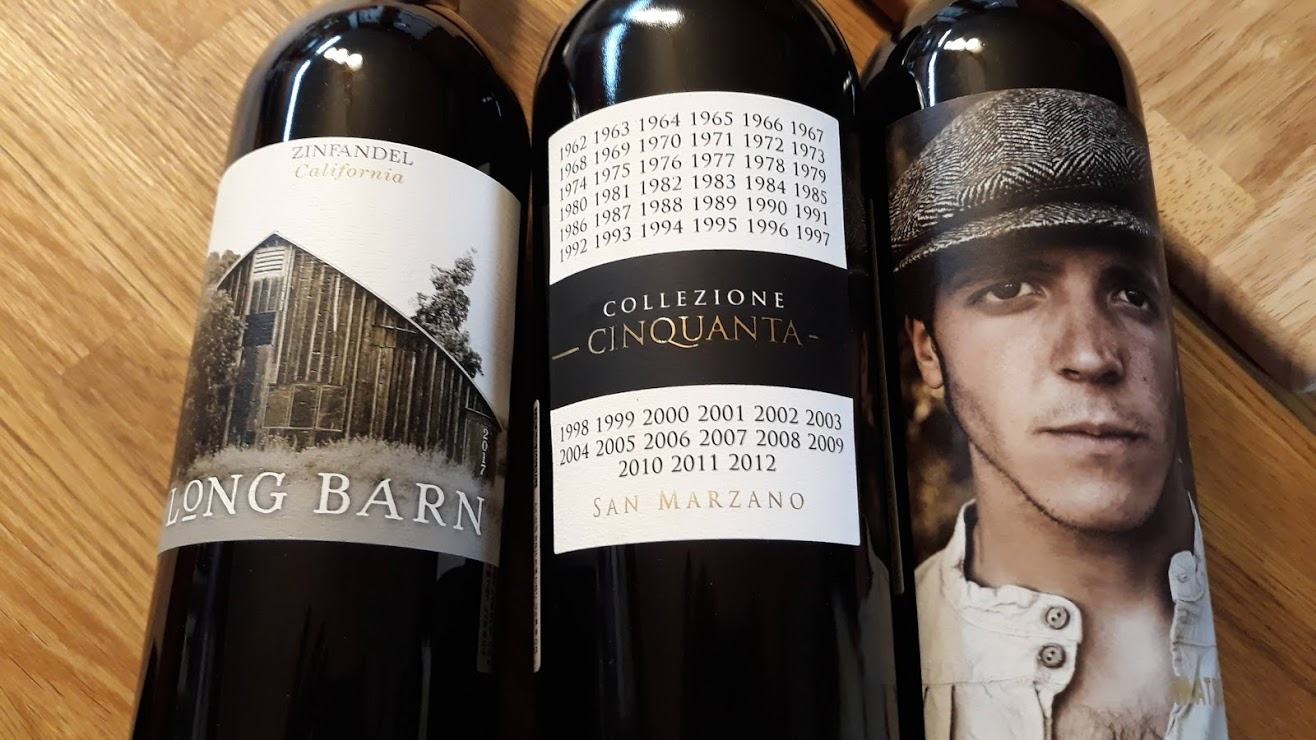 ZINFANDEL
California
2017
LONG BARN
1962 1963 1964 1965 1966 1967
1968 1969 1970 1971 1972 1973
1974 1975 1976 1977 1978 1979
1980 1981 1982 1983 1984 1985
1986 1987 1988 1989 1990 1991
1992 1993 1994 1995 1996 1997
COLLEZIONE
CINQUANTA
1998 1999 2000 2001 2002 2003
2004 2005 2006 2007 2008 2009
2010 2011 2012
SAN MARZANO